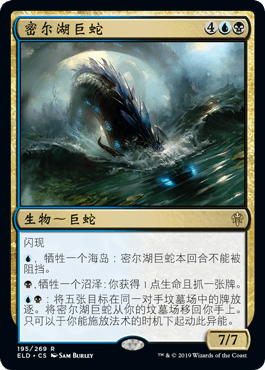 密尔湖巨蛇 4
生物～巨蛇
闪现
，牺牲一个海岛：密尔湖巨蛇本回合不能被
阻挡。
，牺牲一个沼泽：你获得1点生命且抓一张牌。
：将五张目标在同一对手坟墓场中的牌放
逐。将密尔湖巨蛇从你的坟墓场移回你手上。
只可以于你能施放法术的时机下起动此异能。
7/7
195/269 R
ELD • CS SAM BURLEY
™ & © 2019 Wizards of the Coast